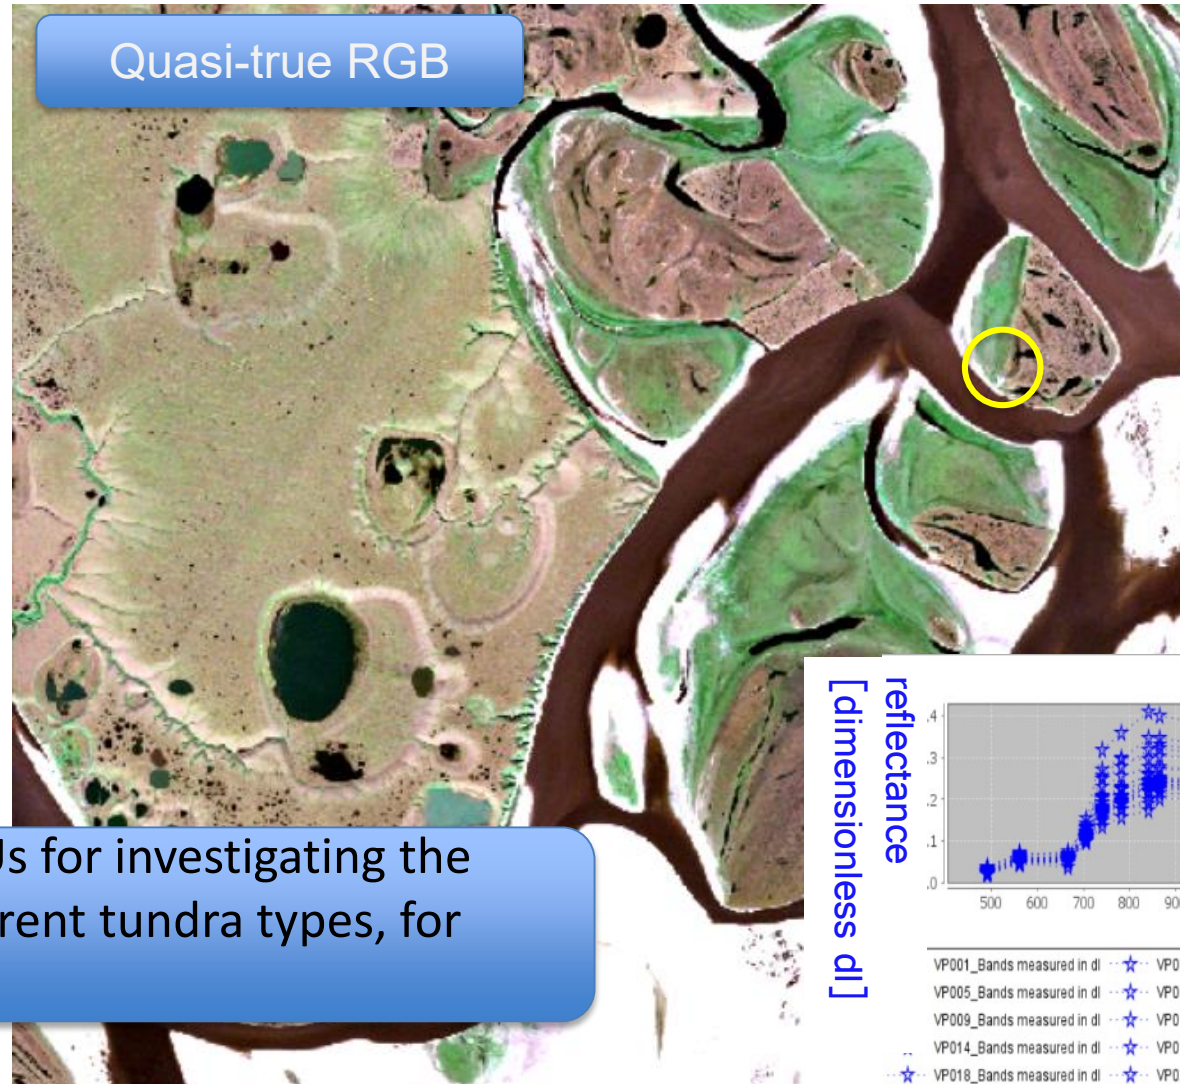 Quasi-true RGB
for investigating the
tundra types, for
reflectance
[dimensionless dl]
.4
.3
.2
.1
.0
500 600 700 800
VP001_Bands measured in dl
VP005_Bands measured in dl
VP009_Bands measured in dl
VP014_Bands measured in dl
VP018_Bands measured in dl